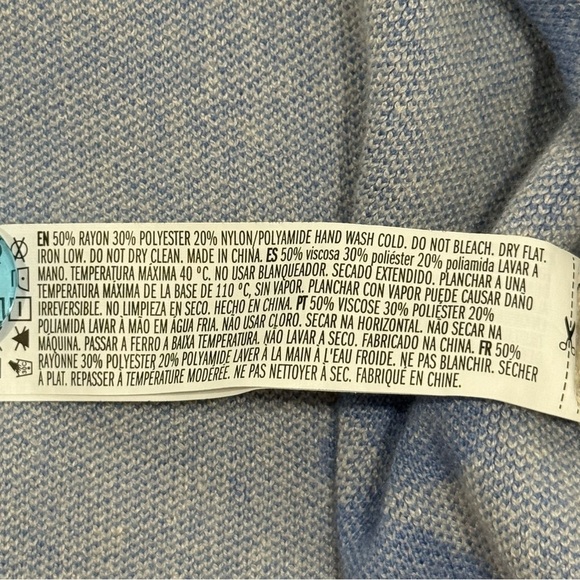 EN 50% RAYON 30% POLYESTER 20% NYLON/POLYAMIDE HAND WASH COLD. DO NOT BLEACH. DRY FLAT.
IRON LOW. DO NOT DRY CLEAN. MADE IN CHINA. ES 50% viscosa 30% poliéster 20% poliamida LAVAR A
MANO. TEMPERATURA MÁXIMA 40 °C. NO USAR BLANQUEADOR. SECADO EXTENDIDO. PLANCHAR A UNA
TEMPERATURA MÁXIMA DE LA BASE DE 110 °C, SIN VAPOR. PLANCHAR CON VAPOR PUEDE CAUSAR DAÑO
IRREVERSIBLE. NO LIMPIEZA EN SECO. HECHO EN CHINA. PT 50% VISCOSE 30% POLIÉSTER 20%
POLIAMIDA LAVAR À MÃO EM ÁGUA FRIA. NÃO USAR CLORO. SECAR NA HORIZONTAL. NÃO SECAR NA
MÁQUINA. PASSAR A FERRO A BAIXA TEMPERATURA. NÃO LAVAR A SECO. FABRICADO NA CHINA. FR 50%
RAYONNE 30% POLYESTER 20% POLYAMIDE LAVER À LA MAIN À L'EAU FROIDE. NE PAS BLANCHIR. SÉCHER
À PLAT. REPASSER À TEMPÉRATURE MODÉRÉE. NE PAS NETTOYER À SEC. FABRIQUÉ EN CHINE.